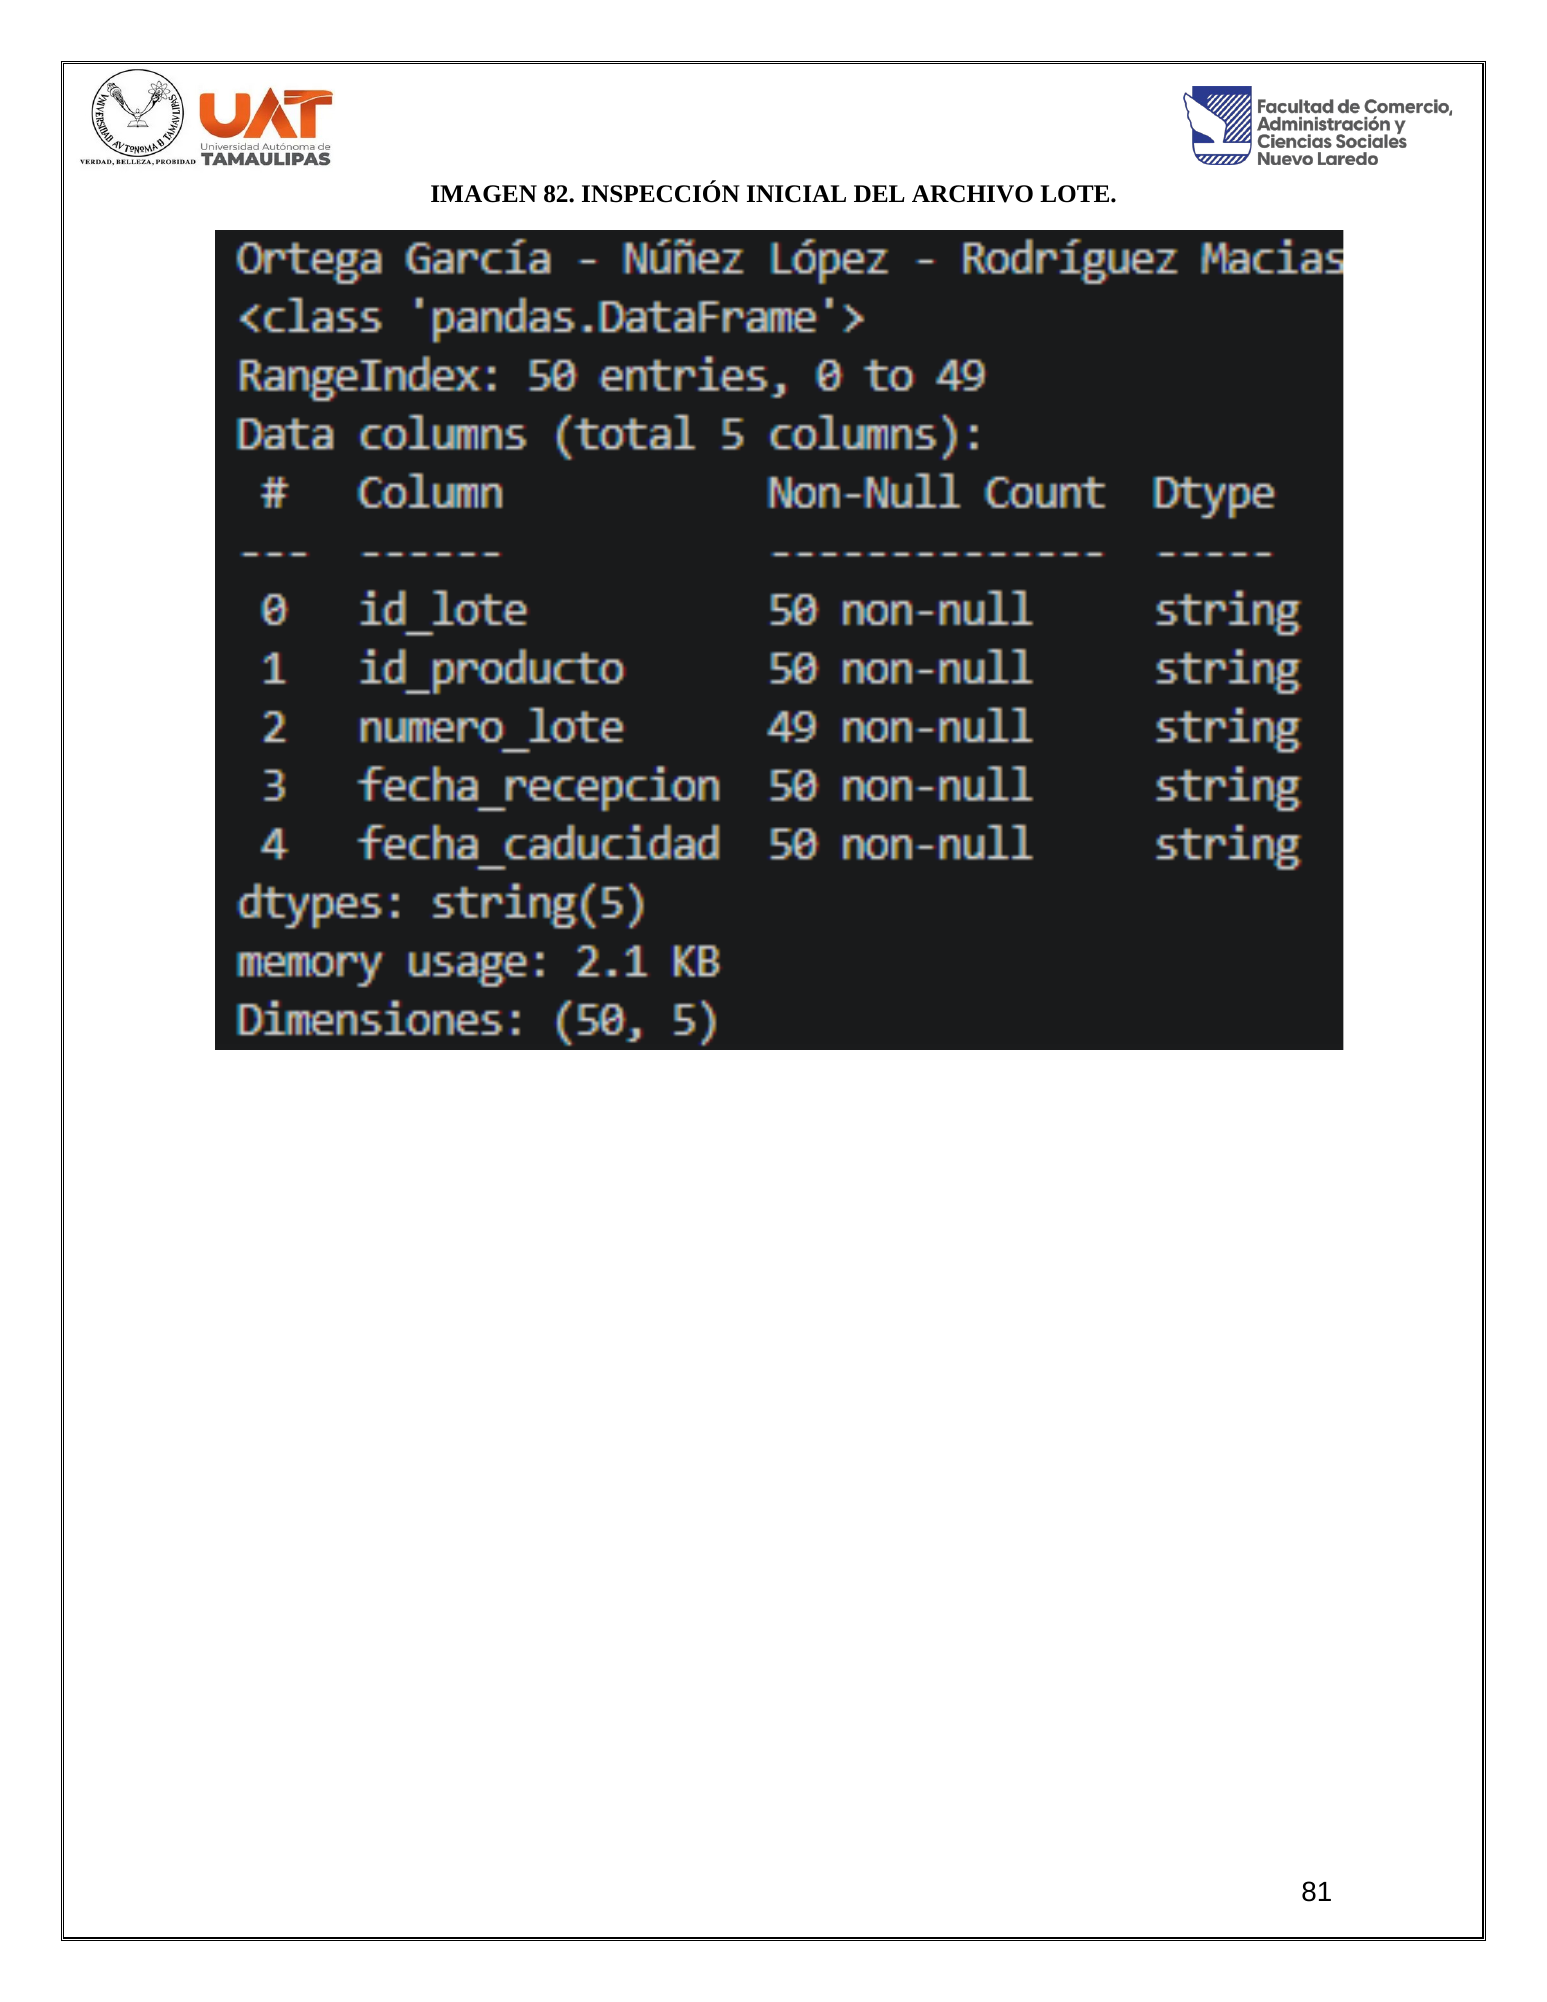 VNIVERSIDAD AVTONOMA D TAMAVLIPAS
VERDAD, BELLEZA, PROBIDAD
UAT
Universidad Autónoma de
TAMAULIPAS
Facultad de Comercio,
Administración y
Ciencias Sociales
Nuevo Laredo
IMAGEN 82. INSPECCIÓN INICIAL DEL ARCHIVO LOTE.
Ortega García - Núñez López - Rodríguez Macias
<class 'pandas.DataFrame'>
RangeIndex: 50 entries, 0 to 49
Data columns (total 5 columns):
 #   Column           Non-Null Count  Dtype
---  ------           --------------  -----
 0   id_lote          50 non-null     string
 1   id_producto      50 non-null     string
 2   numero_lote      49 non-null     string
 3   fecha_recepcion  50 non-null     string
 4   fecha_caducidad  50 non-null     string
dtypes: string(5)
memory usage: 2.1 KB
Dimensiones: (50, 5)
81